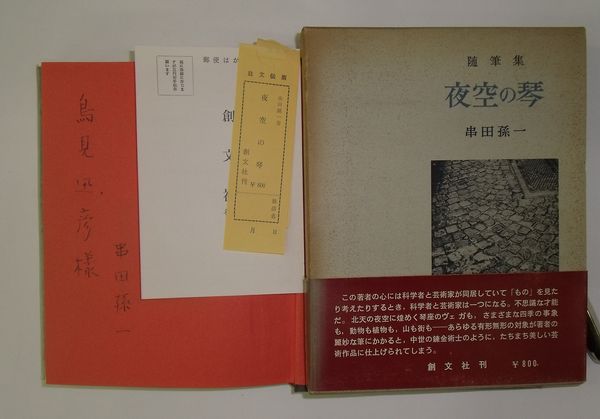 鳥見迅彦様
串田孫一
郵便はが
創
文
注文伝票
串田孫一著
夜空の琴
¥800
創文社刊
月 日
随筆集
夜空の琴
串田孫一
この著者の心には科学者と芸術家が同居していて「もの」を見た
り考えたりするとき，科学者と芸術家は一つになる。不思議な才能
だ。北天の夜空に煌めく琴座のヴェガも，さまざまな四季の事象
も，動物も植物も，山も街も――あらゆる有形無形の対象が著者の
麗妙な筆にかかると，中世の錬金術士のように，たちまち美しい芸
術作品に仕上げられてしまう。
創文社刊 ¥800.